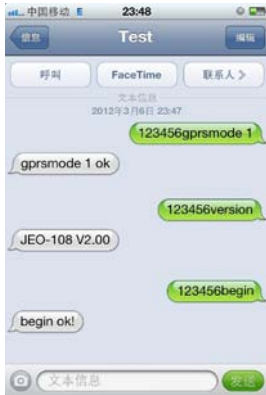 中国移动 E 23:48
信息 Test 编辑
呼叫 FaceTime 联系人 >
文本信息
2012年3月6日 23:47
123456gprsmode 1
gprsmode 1 ok
123456version
JEO-108 V2.00
123456begin
begin ok!
文本信息 发送